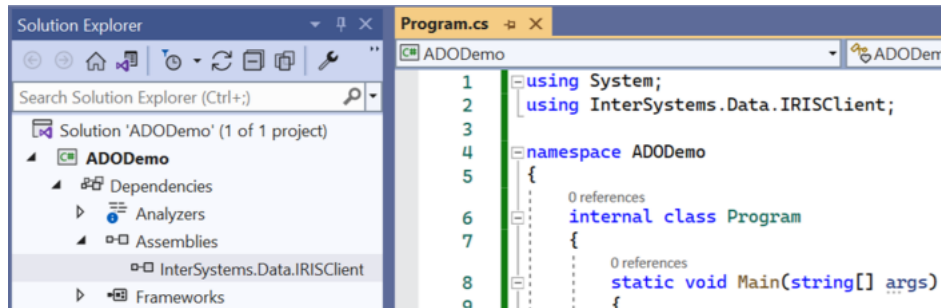 Solution Explorer
Search Solution Explorer (Ctrl+;)
Solution 'ADODemo' (1 of 1 project)
C# ADODemo
Dependencies
Analyzers
Assemblies
InterSystems.Data.IRISClient
Frameworks
Program.cs
C# ADODemo
ADODem
1 using System;
2 using InterSystems.Data.IRISClient;
3
4 namespace ADODemo
5 {
0 references
6 internal class Program
7 {
0 references
8 static void Main(string[] args)
9 {